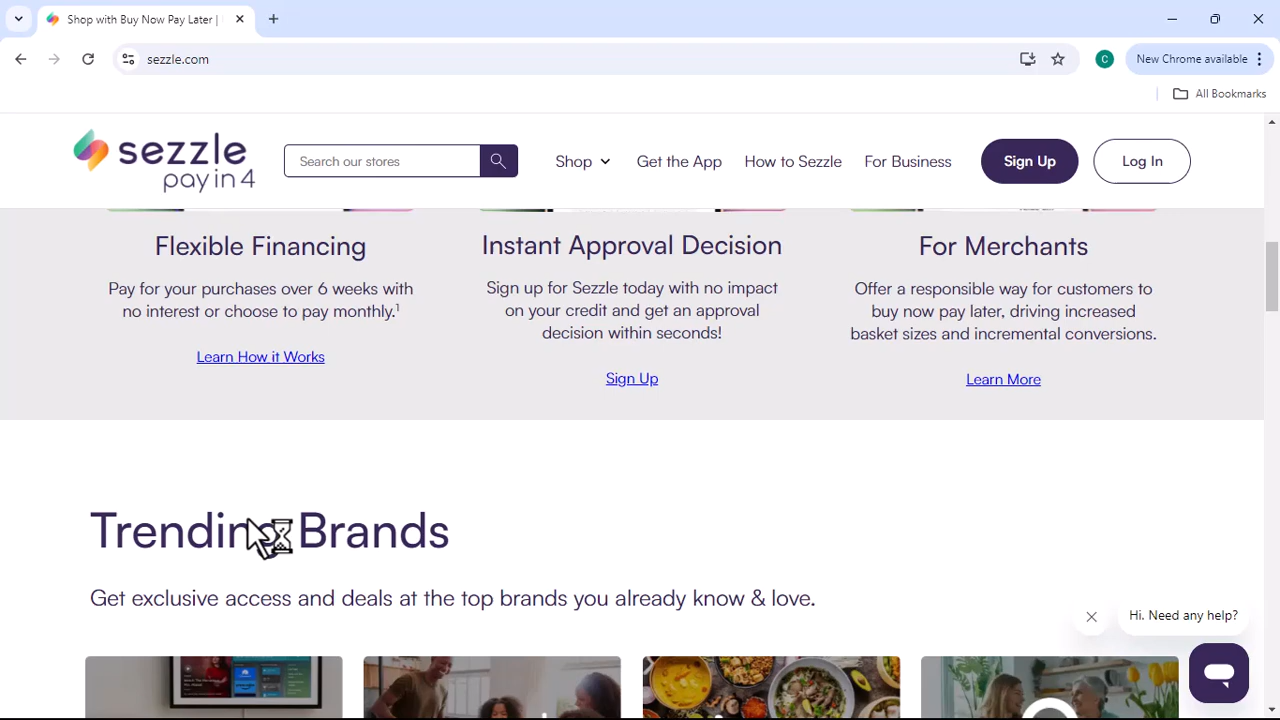 Shop with Buy Now Pay Later |
sezzle.com
New Chrome available
All Bookmarks
sezzle
pay in 4
Search our stores
Shop
Get the App
How to Sezzle
For Business
Sign Up
Log In
Flexible Financing
Pay for your purchases over 6 weeks with
no interest or choose to pay monthly.¹
Learn How it Works
Instant Approval Decision
Sign up for Sezzle today with no impact
on your credit and get an approval
decision within seconds!
Sign Up
For Merchants
Offer a responsible way for customers to
buy now pay later, driving increased
basket sizes and incremental conversions.
Learn More
Trending Brands
Get exclusive access and deals at the top brands you already know & love.
Hi. Need any help?
C